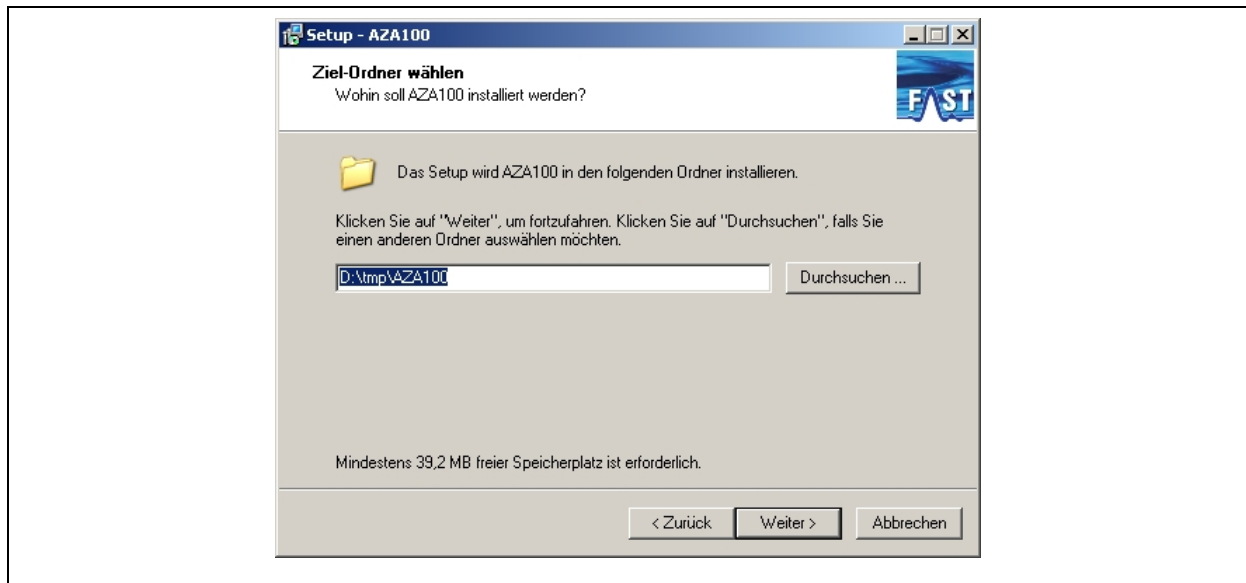 Setup - AZA100
Ziel-Ordner wählen
Wohin soll AZA100 installiert werden?
FAST
Das Setup wird AZA100 in den folgenden Ordner installieren.
Klicken Sie auf "Weiter", um fortzufahren. Klicken Sie auf "Durchsuchen", falls Sie
einen anderen Ordner auswählen möchten.
D:\tmp\AZA100
Durchsuchen ...
Mindestens 39,2 MB freier Speicherplatz ist erforderlich.
< Zurück
Weiter >
Abbrechen